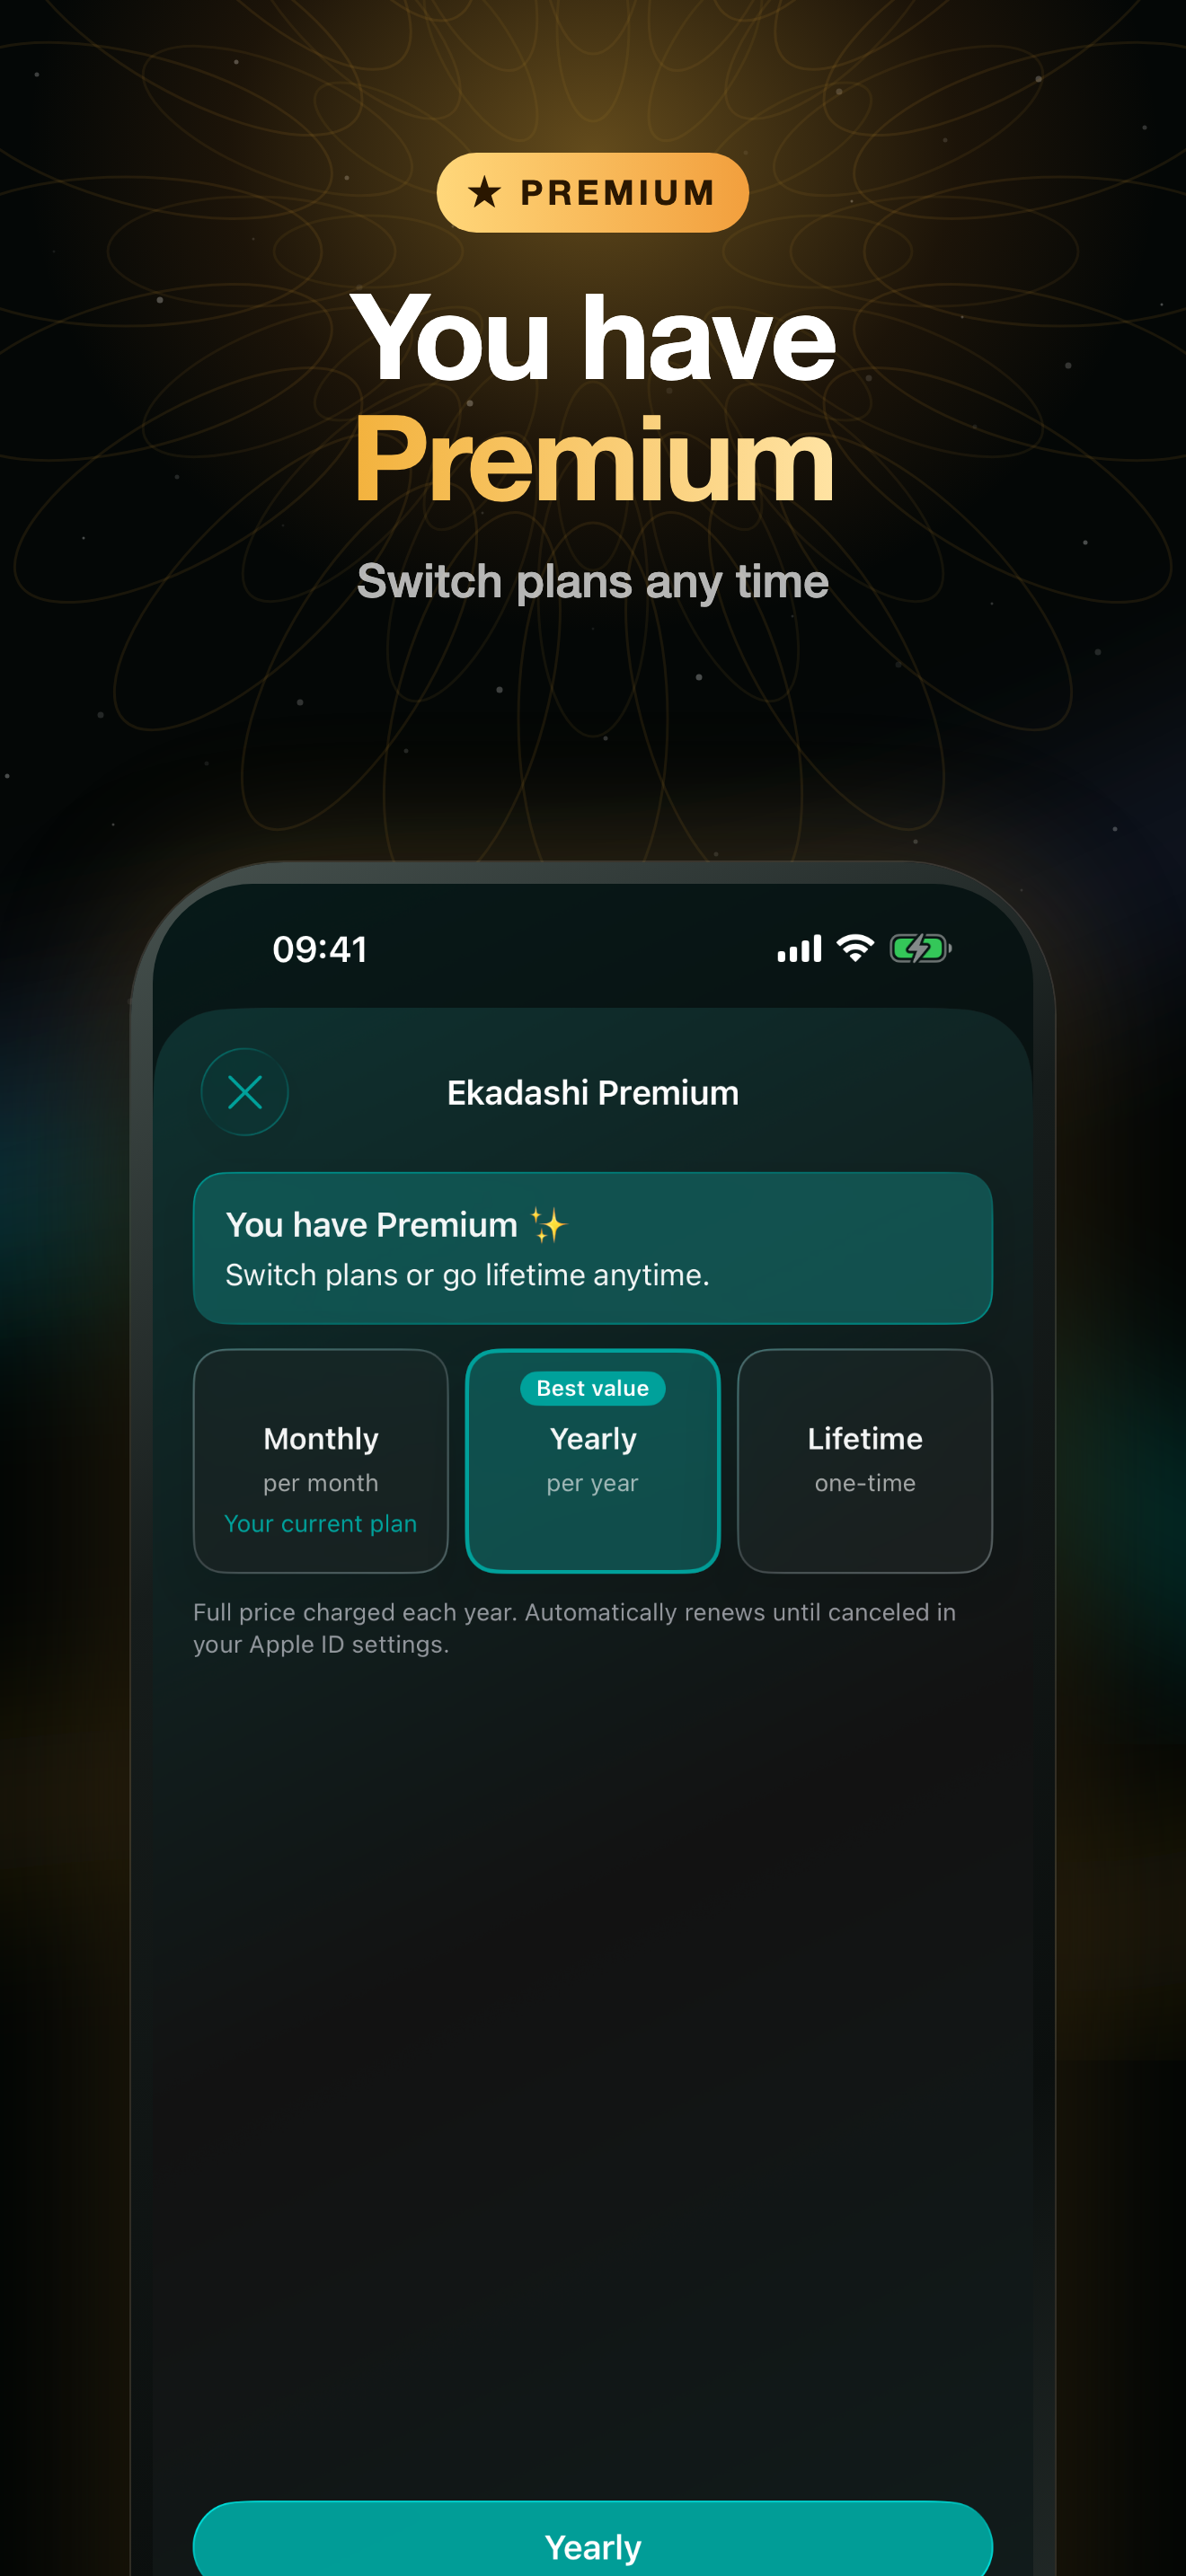 ★ PREMIUM
You have
Premium
Switch plans any time
09:41
Ekadashi Premium
You have Premium ✨
Switch plans or go lifetime anytime.
Monthly
per month
Your current plan
Best value
Yearly
per year
Lifetime
one-time
Full price charged each year. Automatically renews until canceled in
your Apple ID settings.
Yearly